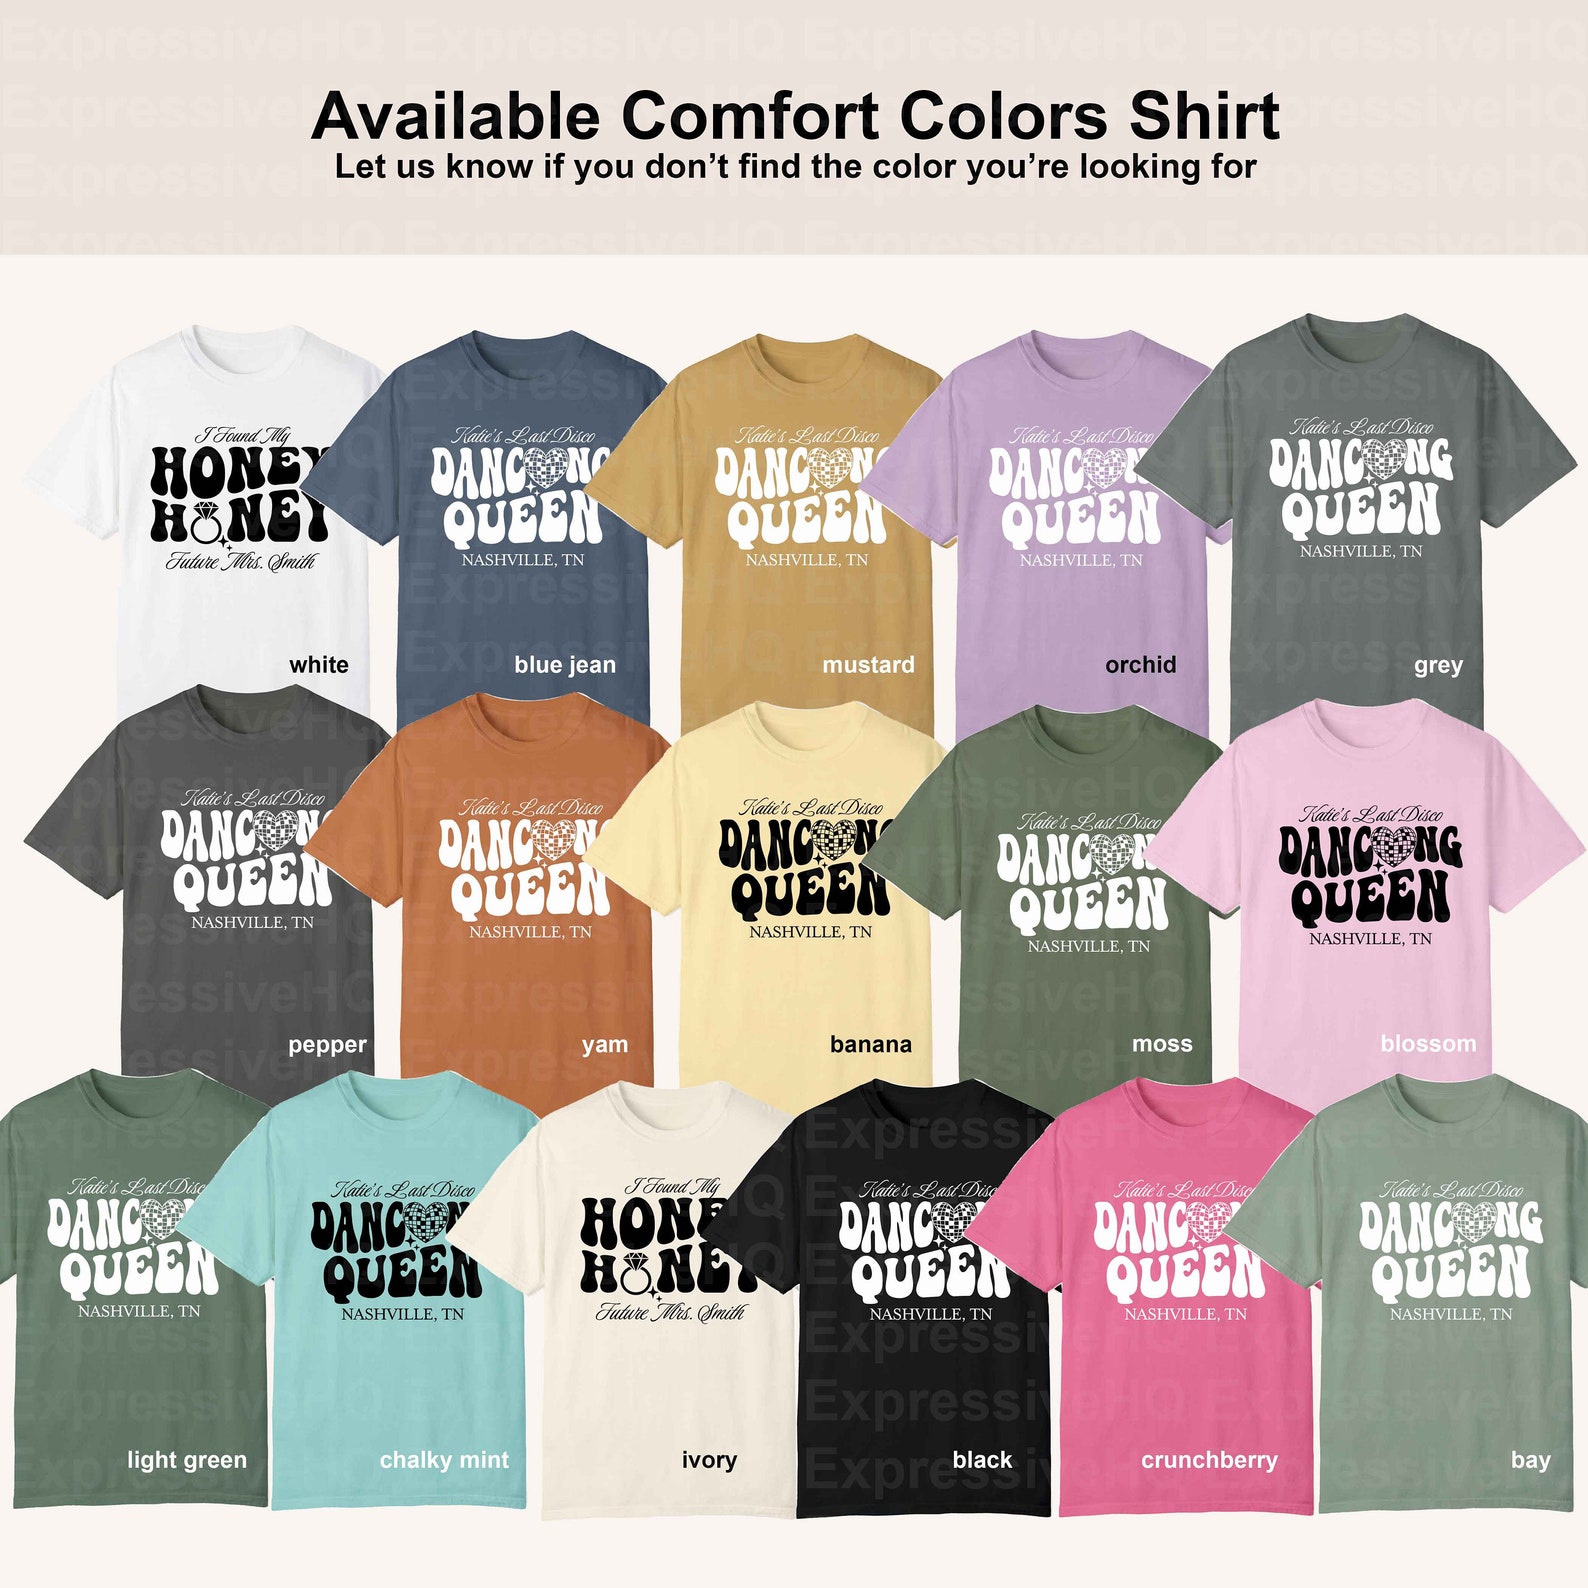 ExpressiveHQ ExpressiveHQ ExpressiveHQ ExpressiveHQ
Available Comfort Colors Shirt
Let us know if you don't find the color you're looking for
I Found My
HONEY
HONEY
Future Mrs. Smith
white
Katie's Last Disco
DANCING
QUEEN
NASHVILLE, TN
blue jean
Katie's Last Disco
DANCING
QUEEN
NASHVILLE, TN
mustard
Katie's Last Disco
DANCING
QUEEN
NASHVILLE, TN
orchid
Katie's Last Disco
DANCING
QUEEN
NASHVILLE, TN
grey
Katie's Last Disco
DANCING
QUEEN
NASHVILLE, TN
pepper
Katie's Last Disco
DANCING
QUEEN
NASHVILLE, TN
yam
Katie's Last Disco
DANCING
QUEEN
NASHVILLE, TN
banana
Katie's Last Disco
DANCING
QUEEN
NASHVILLE, TN
moss
Katie's Last Disco
DANCING
QUEEN
NASHVILLE, TN
blossom
Katie's Last Disco
DANCING
QUEEN
NASHVILLE, TN
light green
Katie's Last Disco
DANCING
QUEEN
NASHVILLE, TN
chalky mint
I Found My
HONEY
HONEY
Future Mrs. Smith
ivory
Katie's Last Disco
DANCING
QUEEN
NASHVILLE, TN
black
Katie's Last Disco
DANCING
QUEEN
NASHVILLE, TN
crunchberry
Katie's Last Disco
DANCING
QUEEN
NASHVILLE, TN
bay